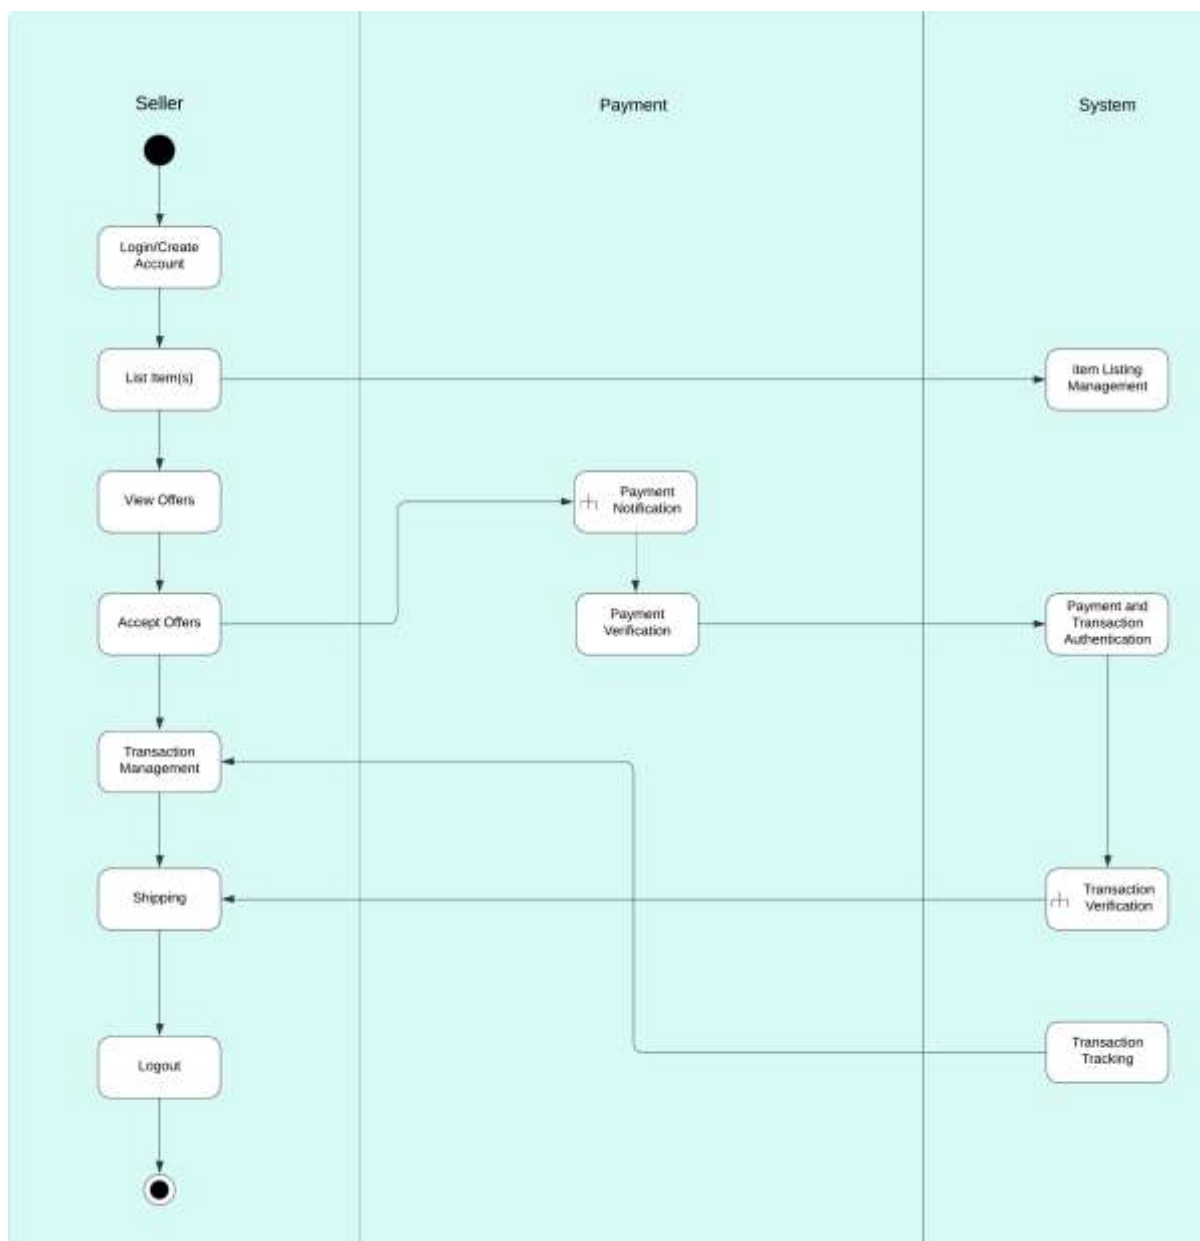 Seller
Payment
System
Login/Create
Account
List Item(s)
Item Listing
Management
View Offers
Payment
Notification
Accept Offers
Payment
Verification
Payment and
Transaction
Authentication
Transaction
Management
Shipping
Transaction
Verification
Logout
Transaction
Tracking